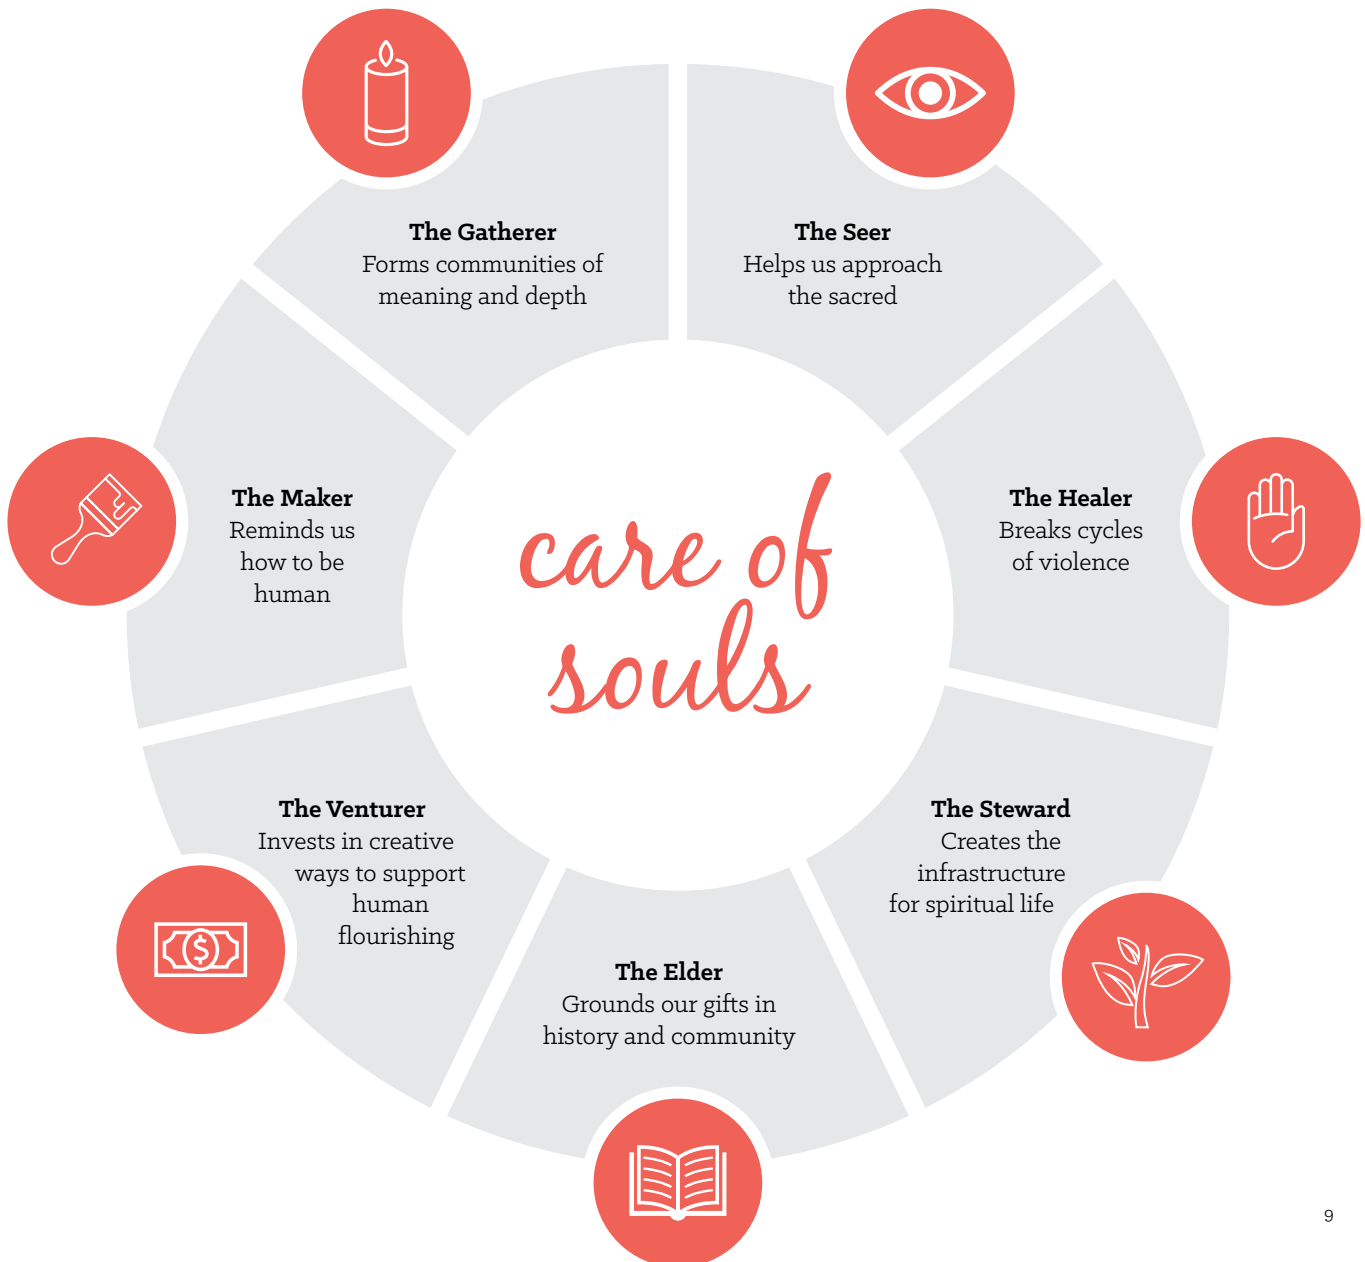 The Gatherer
Forms communities of
meaning and depth
The Seer
Helps us approach
the sacred
The Maker
Reminds us
how to be
human
care of
souls
The Healer
Breaks cycles
of violence
The Venturer
Invests in creative
ways to support
human
flourishing
The Steward
Creates the
infrastructure
for spiritual life
The Elder
Grounds our gifts in
history and community
$
9